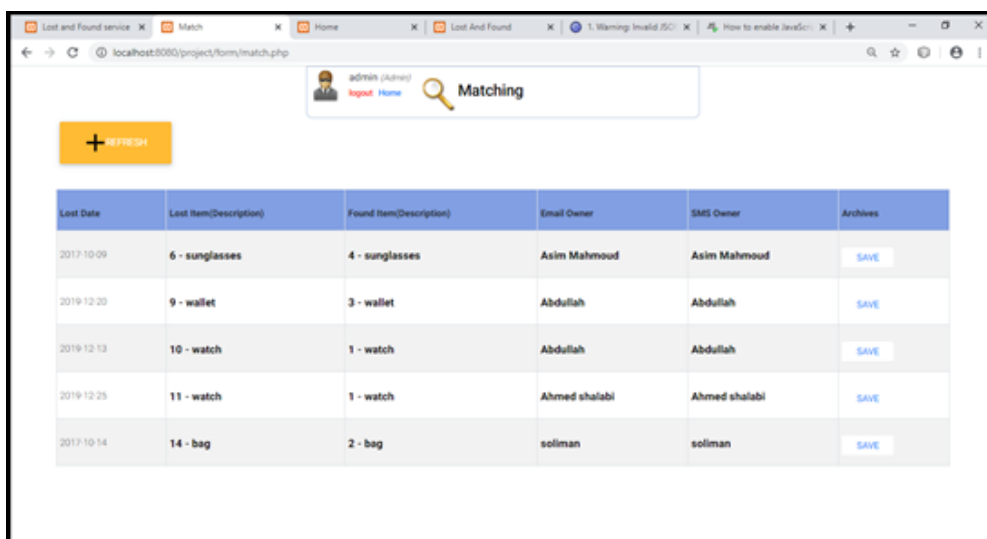 Lost and Found service
Match
Home
Lost And Found
1. Warning: Invalid JSO
How to enable JavaScri
localhost:8080/project/form/match.php
admin (Admin)
logout Home
Matching
REFRESH
Lost Date Lost Item(Description) Found Item(Description) Email Owner SMS Owner Archives
2017-10-09 6 - sunglasses 4 - sunglasses Asim Mahmoud Asim Mahmoud SAVE
2019-12-20 9 - wallet 3 - wallet Abdullah Abdullah SAVE
2019-12-13 10 - watch 1 - watch Abdullah Abdullah SAVE
2019-12-25 11 - watch 1 - watch Ahmed shalabi Ahmed shalabi SAVE
2017-10-14 14 - bag 2 - bag soliman soliman SAVE